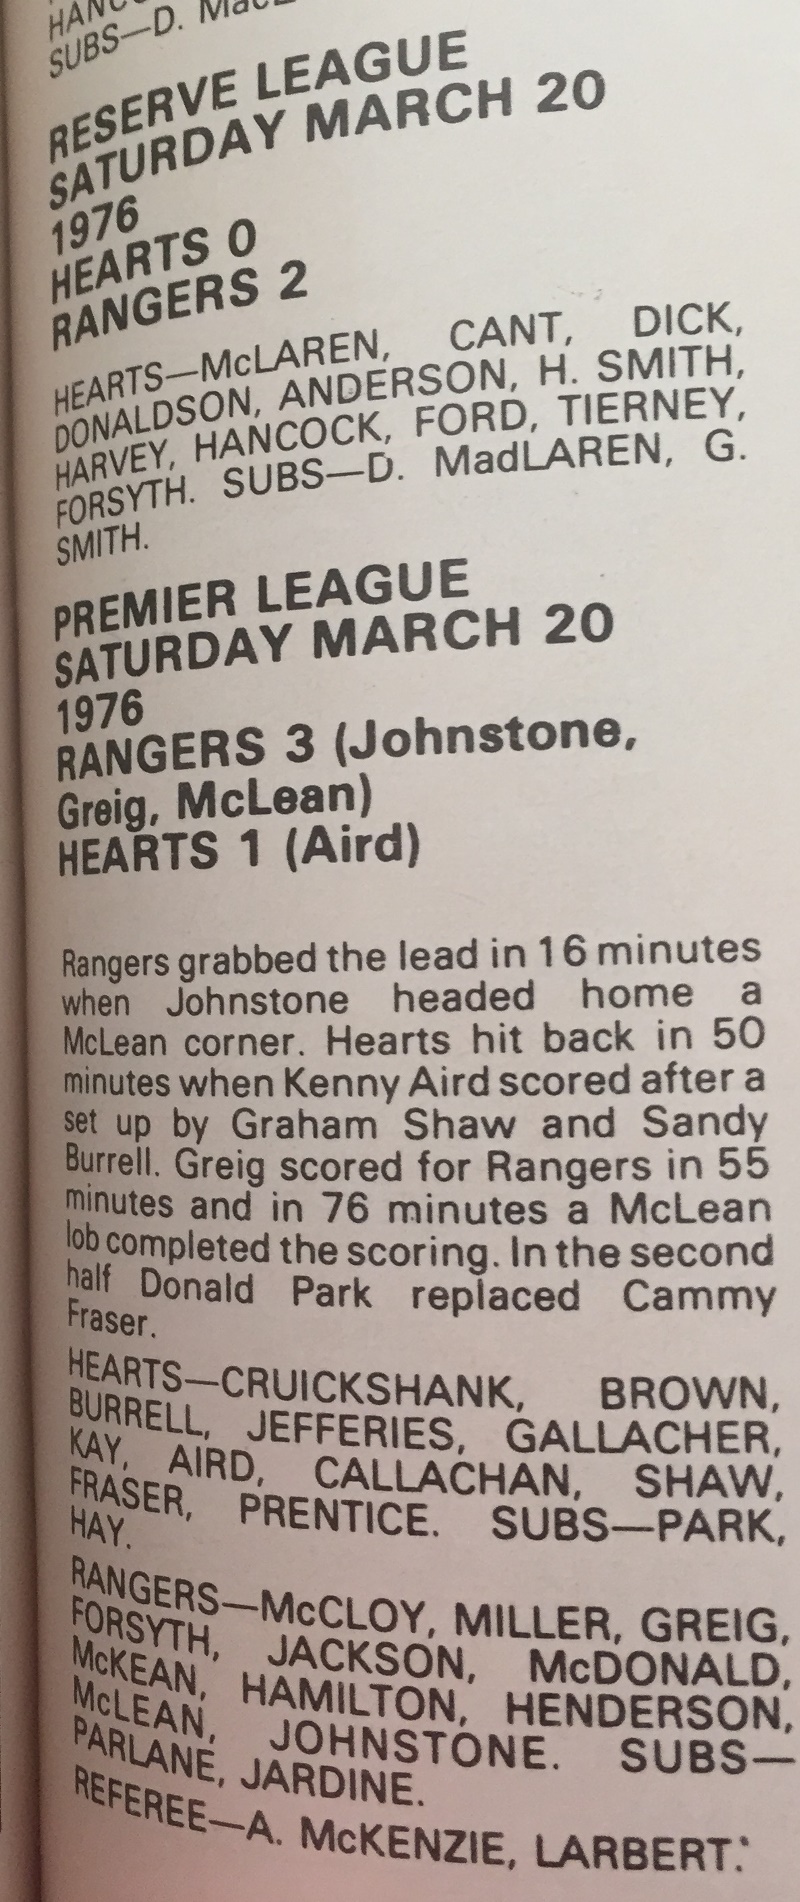 SUBS—D.
RESERVE LEAGUE
SATURDAY MARCH 20
1976
HEARTS 0
RANGERS 2
HEARTS—McLAREN, CANT, DICK,
DONALDSON, ANDERSON, H. SMITH,
HARVEY, HANCOCK, FORD, TIERNEY,
FORSYTH. SUBS—D. MadLAREN, G.
SMITH.
PREMIER LEAGUE
SATURDAY MARCH 20
1976
RANGERS 3 (Johnstone,
Greig, McLean)
HEARTS 1 (Aird)
Rangers grabbed the lead in 16 minutes
when Johnstone headed home a
McLean corner. Hearts hit back in 50
minutes when Kenny Aird scored after a
set up by Graham Shaw and Sandy
Burrell. Greig scored for Rangers in 55
minutes and in 76 minutes a McLean
lob completed the scoring. In the second
half Donald Park replaced Cammy
Fraser.
HEARTS—CRUICKSHANK, BROWN,
BURRELL, JEFFERIES, GALLACHER,
KAY, AIRD, CALLACHAN, SHAW,
FRASER, PRENTICE. SUBS—PARK,
HAY.
RANGERS—McCLOY, MILLER, GREIG,
FORSYTH, JACKSON, McDONALD,
McKEAN, HAMILTON, HENDERSON,
McLEAN, JOHNSTONE. SUBS—
PARLANE, JARDINE.
REFEREE—A. McKENZIE, LARBERT.